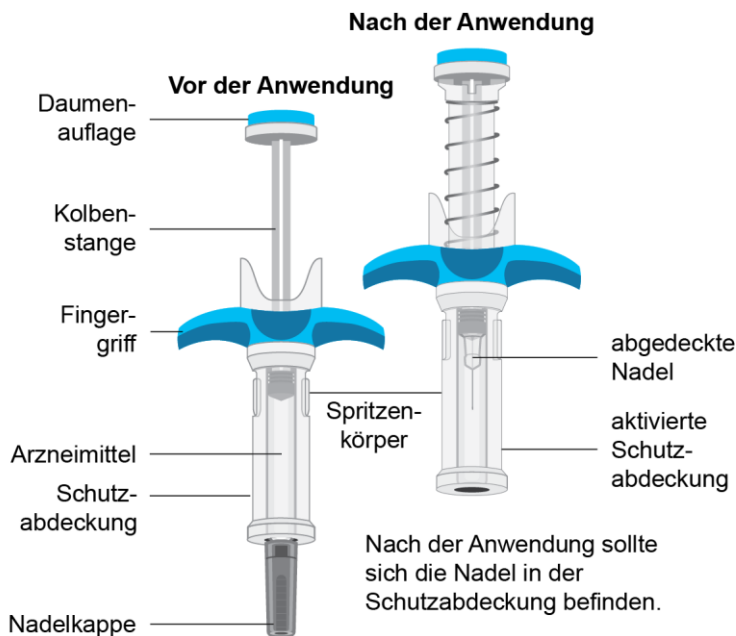 Nach der Anwendung
Vor der Anwendung
Daumen-
auflage
Kolben-
stange
Finger-
griff
abgedeckte
Nadel
Spritzen-
körper
aktivierte
Schutz-
abdeckung
Arzneimittel
Schutz-
abdeckung
Nach der Anwendung sollte
sich die Nadel in der
Schutzabdeckung befinden.
Nadelkappe